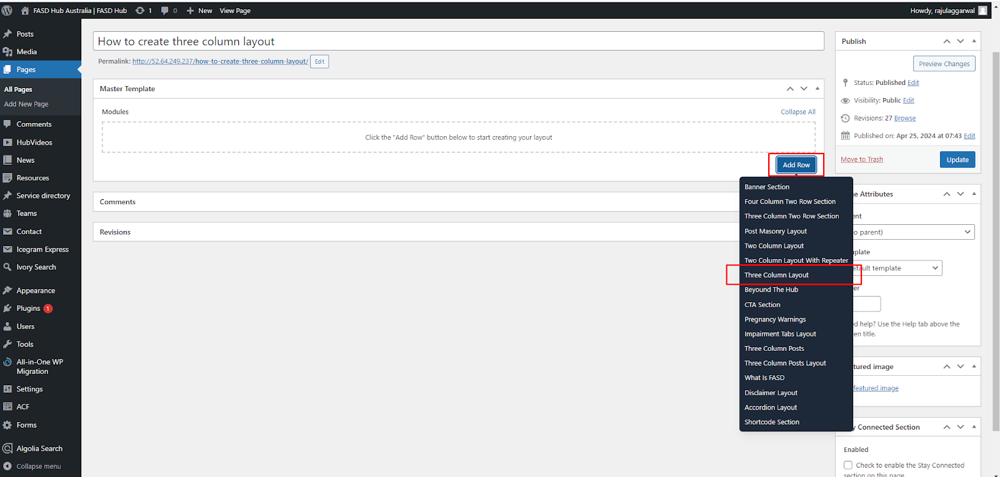 FASD Hub Australia | FASD Hub
1
0
New
View Page
Howdy, rajulaggarwal
Posts
Media
Pages
All Pages
Add New Page
Comments
HubVideos
News
Resources
Service directory
Teams
Contact
Icegram Express
Ivory Search
Appearance
Plugins 1
Users
Tools
All-in-One WP
Migration
Settings
ACF
Forms
Algolia Search
Collapse menu
How to create three column layout
Permalink: http://52.64.249.237/how-to-create-three-column-layout/ Edit
Master Template
Modules
Collapse All
Click the "Add Row" button below to start creating your layout
Add Row
Comments
Revisions
Banner Section
Four Column Two Row Section
Three Column Two Row Section
Post Masonry Layout
Two Column Layout
Two Column Layout With Repeater
Three Column Layout
Beyound The Hub
CTA Section
Pregnancy Warnings
Impairment Tabs Layout
Three Column Posts
Three Column Posts Layout
What Is FASD
Disclaimer Layout
Accordion Layout
Shortcode Section
Publish
Preview Changes
Status: Published Edit
Visibility: Public Edit
Revisions: 27 Browse
Published on: Apr 25, 2024 at 07:43 Edit
Move to Trash
Update
e Attributes
ent
o parent)
plate
efault template
er
ed help? Use the Help tab above the
en title.
tured image
featured image
y Connected Section
Enabled
Check to enable the Stay Connected
section on this page